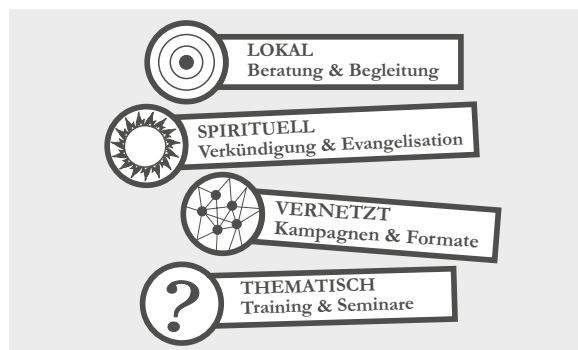 LOKAL
Beratung & Begleitung
SPIRITUELL
Verkündigung & Evangelisation
VERNETZT
Kampagnen & Formate
?
THEMATISCH
Training & Seminare